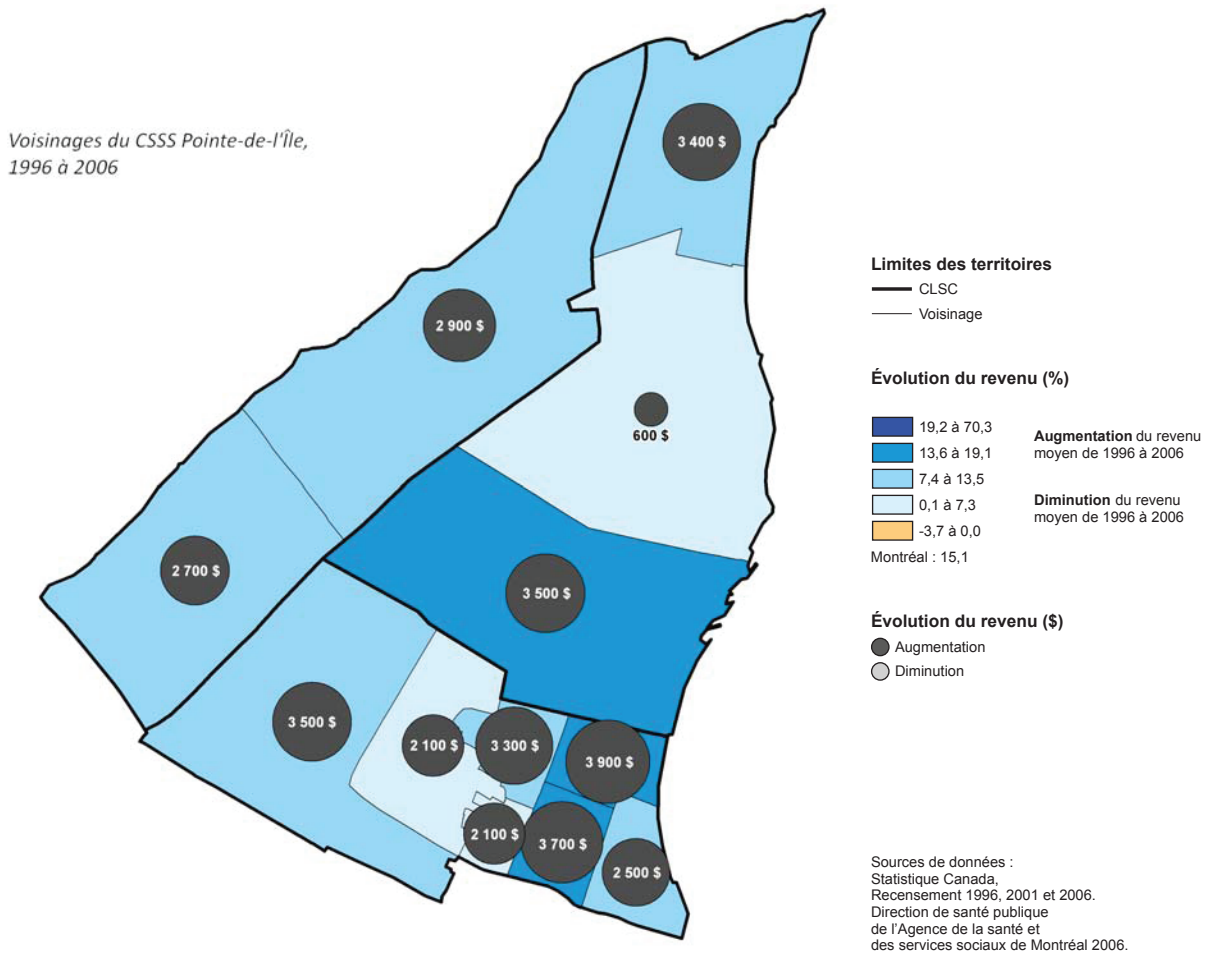 Voisinages du CSSS Pointe-de-l'Île,
1996 à 2006
3 400 $
2 900 $
600 $
2 700 $
3 500 $
3 500 $
2 100 $
3 300 $
3 900 $
2 100 $
3 700 $
2 500 $
Limites des territoires
CLSC
Voisinage
Évolution du revenu (%)
19,2 à 70,3
13,6 à 19,1
7,4 à 13,5
0,1 à 7,3
-3,7 à 0,0
Augmentation du revenu
moyen de 1996 à 2006
Diminution du revenu
moyen de 1996 à 2006
Montréal : 15,1
Évolution du revenu ($)
Augmentation
Diminution
Sources de données :
Statistique Canada,
Recensement 1996, 2001 et 2006.
Direction de santé publique
de l'Agence de la santé et
des services sociaux de Montréal 2006.